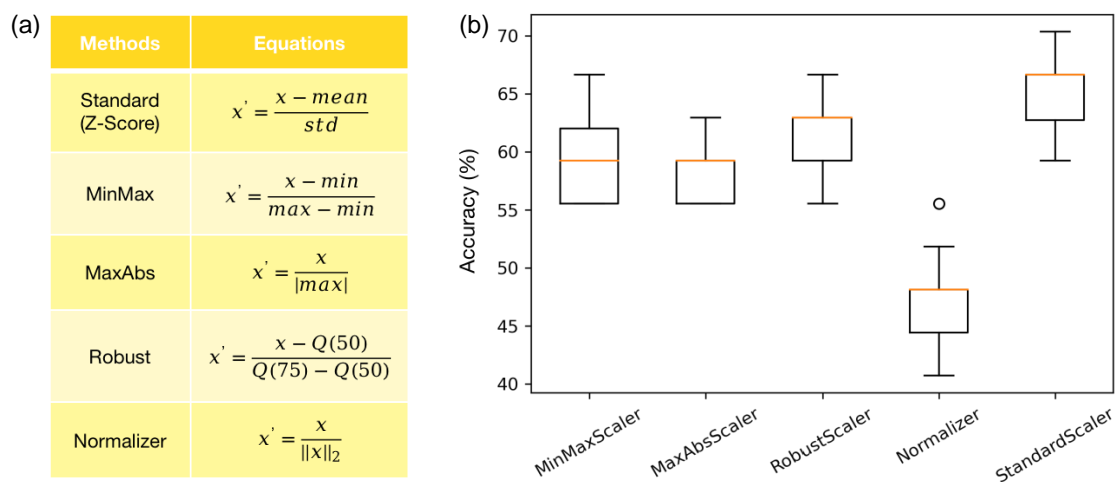 (a)
Methods Equations
Standard
(Z-Score)
x' = (x − mean) / std
MinMax
x' = (x − min) / (max − min)
MaxAbs
x' = x / |max|
Robust
x' = (x − Q(50)) / (Q(75) − Q(50))
Normalizer
x' = x / ||x||₂
(b)
Accuracy (%)
70
65
60
55
50
45
40
MinMaxScaler
MaxAbsScaler
RobustScaler
Normalizer
StandardScaler